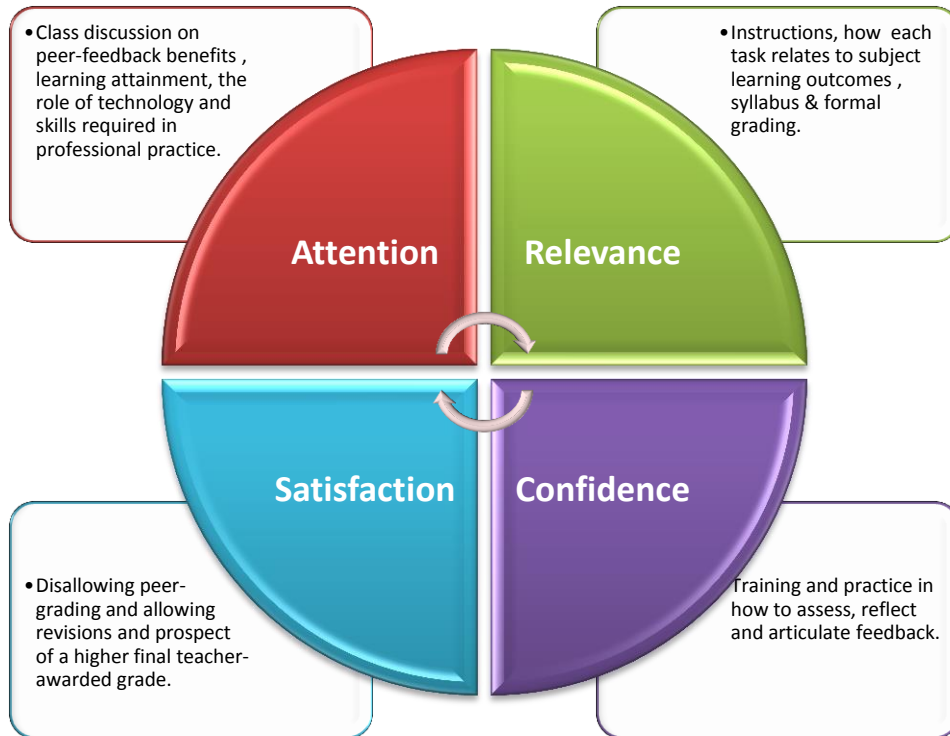 •Class discussion on
peer-feedback benefits ,
learning attainment, the
role of technology and
skills required in
professional practice.
•Instructions, how each
task relates to subject
learning outcomes ,
syllabus & formal
grading.
Attention
Relevance
Satisfaction
Confidence
•Disallowing peer-
grading and allowing
revisions and prospect
of a higher final teacher-
awarded grade.
Training and practice in
how to assess, reflect
and articulate feedback.